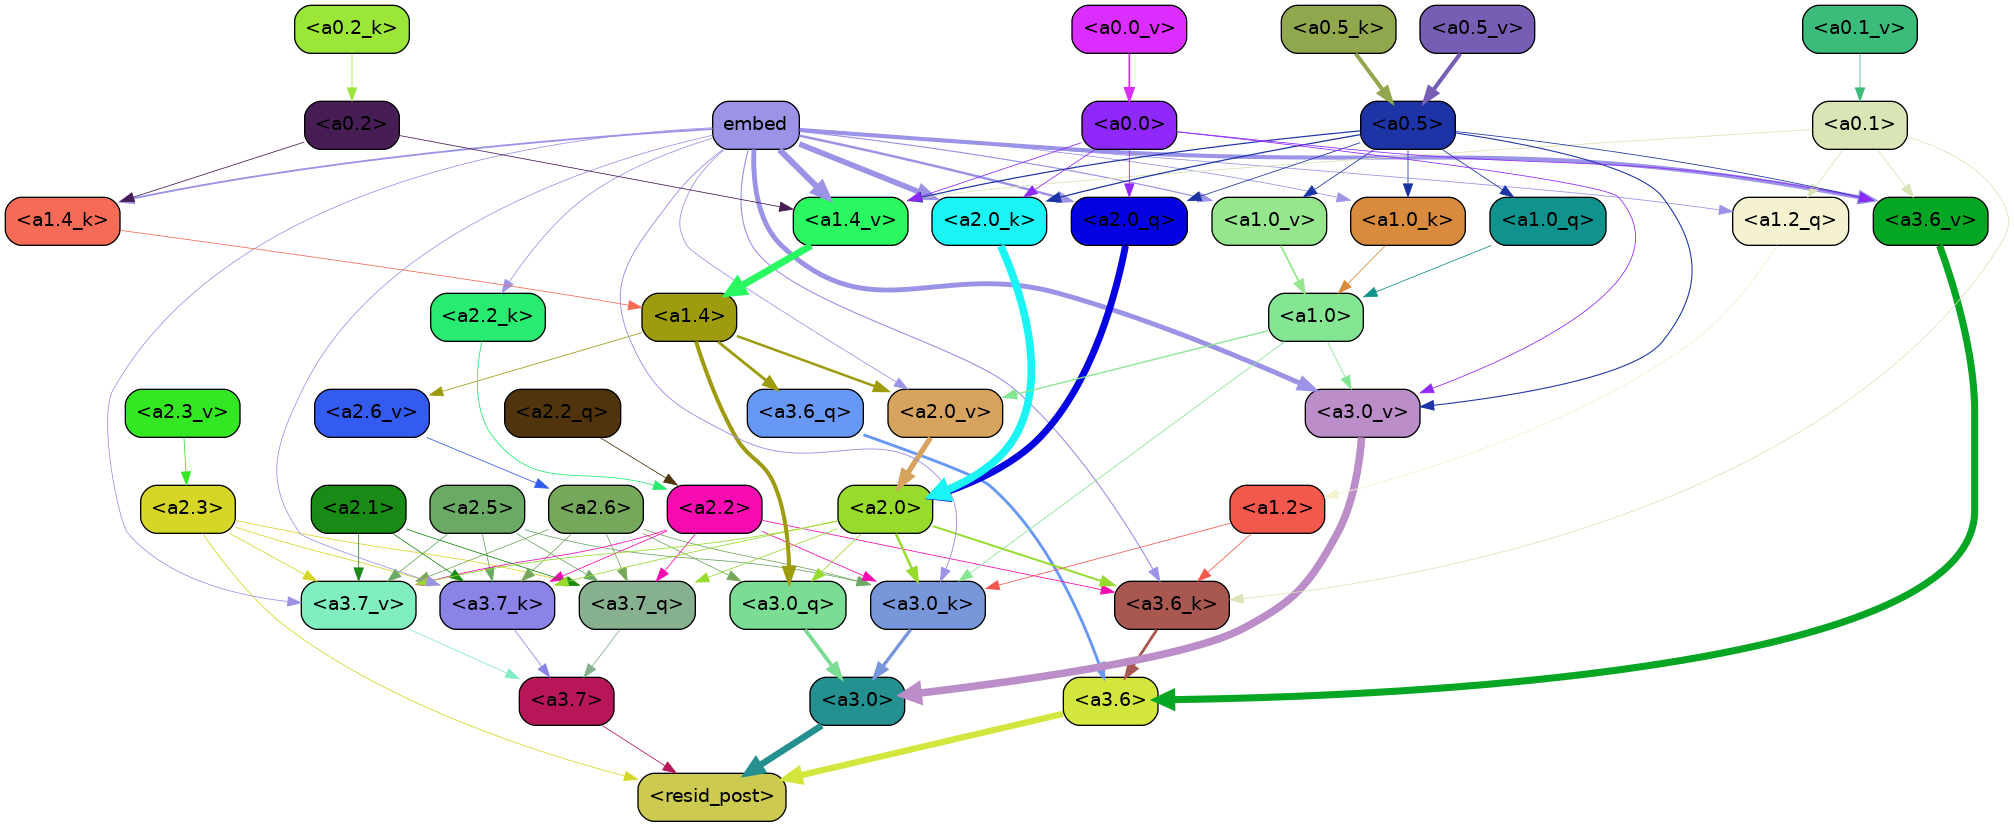 <a0.2_k> <a0.0_v> <a0.5_k> <a0.5_v> <a0.1_v>
<a0.2> embed <a0.0> <a0.5> <a0.1>
<a1.4_k> <a1.4_v> <a2.0_k> <a2.0_q> <a1.0_v> <a1.0_k> <a1.0_q> <a1.2_q> <a3.6_v>
<a2.2_k> <a1.4> <a1.0>
<a2.3_v> <a2.6_v> <a2.2_q> <a3.6_q> <a2.0_v> <a3.0_v>
<a2.3> <a2.1> <a2.5> <a2.6> <a2.2> <a2.0> <a1.2>
<a3.7_v> <a3.7_k> <a3.7_q> <a3.0_q> <a3.0_k> <a3.6_k>
<a3.7> <a3.0> <a3.6>
<resid_post>